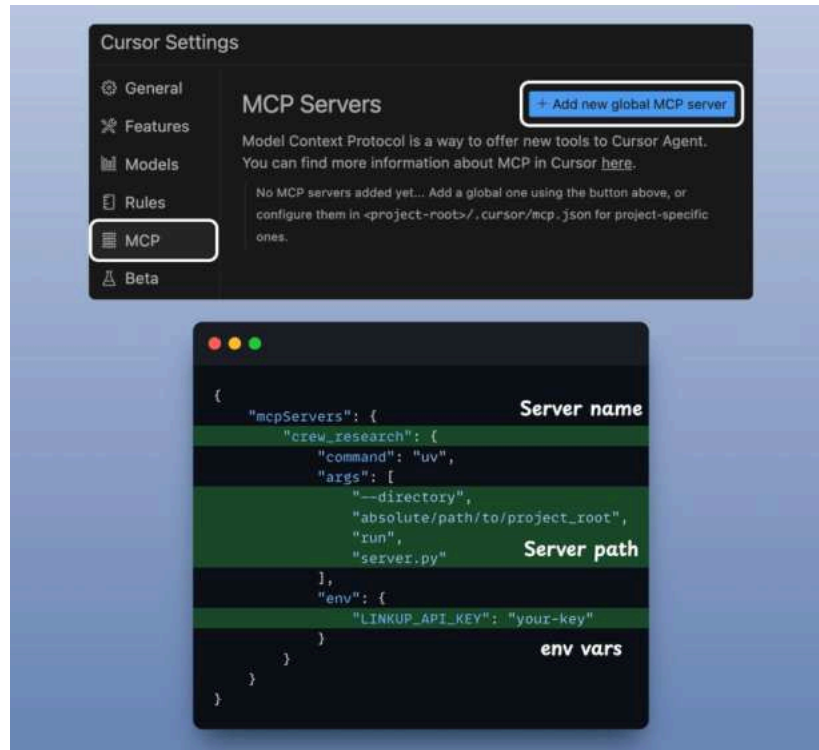 Cursor Settings
General
Features
Models
Rules
MCP
Beta
MCP Servers
+ Add new global MCP server
Model Context Protocol is a way to offer new tools to Cursor Agent.
You can find more information about MCP in Cursor here.
No MCP servers added yet... Add a global one using the button above, or
configure them in <project-root>/.cursor/mcp.json for project-specific
ones.
{
"mcpServers": {
Server name
"crew_research": {
"command": "uv",
"args": [
"--directory",
"absolute/path/to/project_root",
"run",
"server.py"
Server path
],
"env": {
"LINKUP_API_KEY": "your-key"
}
env vars
}
}
}